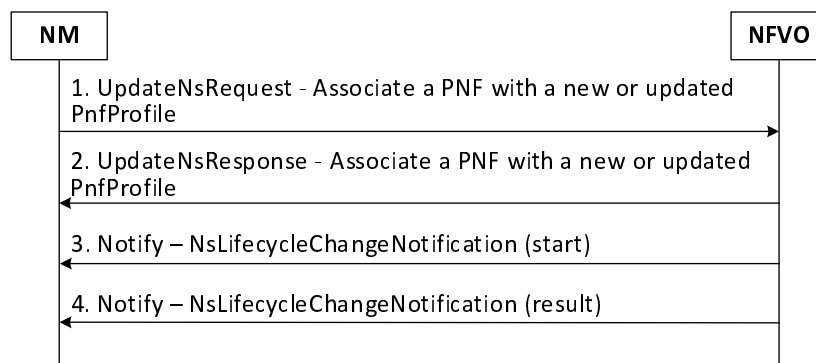 NM
NFVO
1. UpdateNsRequest - Associate a PNF with a new or updated
PnfProfile
2. UpdateNsResponse - Associate a PNF with a new or updated
PnfProfile
3. Notify – NsLifecycleChangeNotification (start)
4. Notify – NsLifecycleChangeNotification (result)